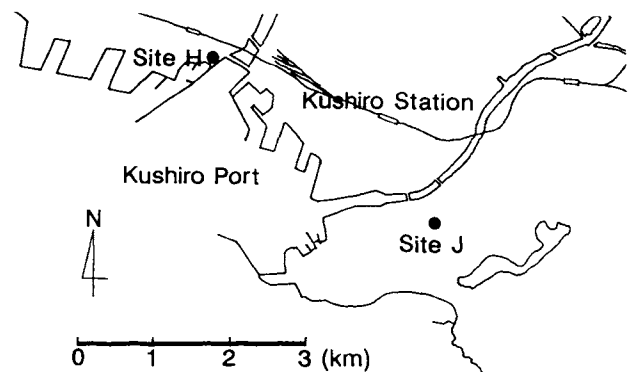 Site H
Kushiro Station
Kushiro Port
N
Site J
0 1 2 3 (km)